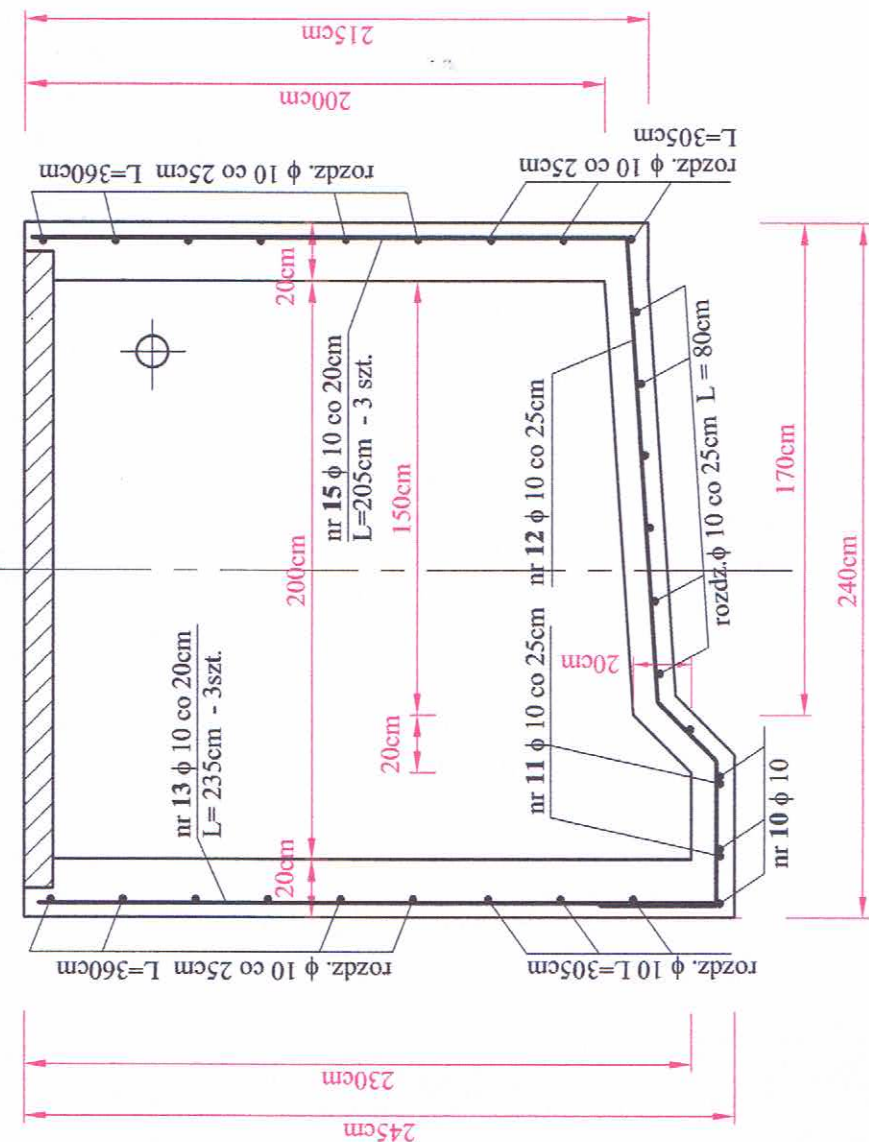 215cm
200cm
rozdz. ϕ 10 co 25cm L=360cm
rozdz. ϕ 10 co 25cm
L=305cm
20cm
nr 15 ϕ 10 co 20cm
L=205cm - 3 szt.
200cm
150cm
nr 12 ϕ 10 co 25cm
rozdz.ϕ 10 co 25cm L = 80cm
170cm
240cm
nr 13 ϕ 10 co 20cm
L= 235cm - 3szt.
20cm
nr 11 ϕ 10 co 25cm
20cm
20cm
nr 10 ϕ 10
rozdz. ϕ 10 co 25cm L=360cm
rozdz. ϕ 10 L=305cm
230cm
245cm